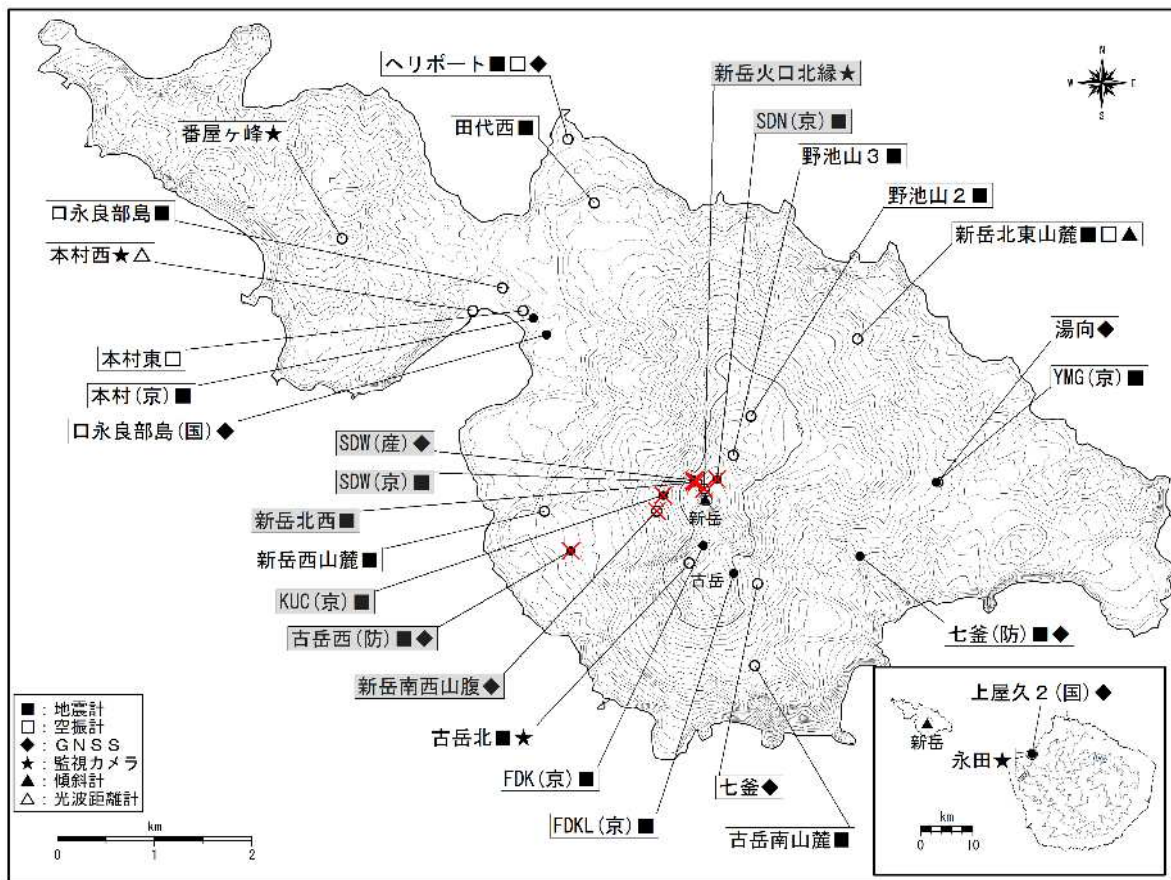 ヘリポート■□◆
新岳火口北縁★
N
W
E
S
番屋ヶ峰★
田代西■
SDN(京)■
野池山3■
野池山2■
口永良部島■
本村西★△
新岳北東山麓■□▲
湯向◆
YMG(京)■
本村東□
本村(京)■
口永良部島(国)◆
SDW(産)◆
SDW(京)■
新岳北西■
新岳
新岳西山麓■
KUC(京)■
古岳
古岳西(防)■◆
七釜(防)■◆
新岳南西山腹◆
古岳北■★
FDK(京)■
七釜◆
FDKL(京)■
古岳南山麓■
■:地震計
□:空振計
◆:GNSS
★:監視カメラ
▲:傾斜計
△:光波距離計
km
0 1 2
上屋久2(国)◆
新岳
永田★
km
0 10